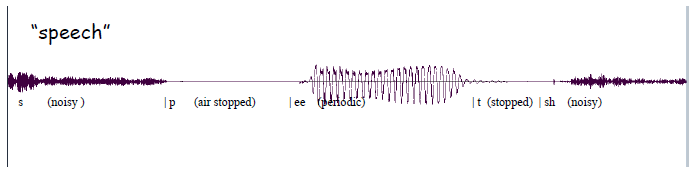 “speech”
s (noisy ) | p (air stopped) | ee (periodic) | t (stopped) | sh (noisy)